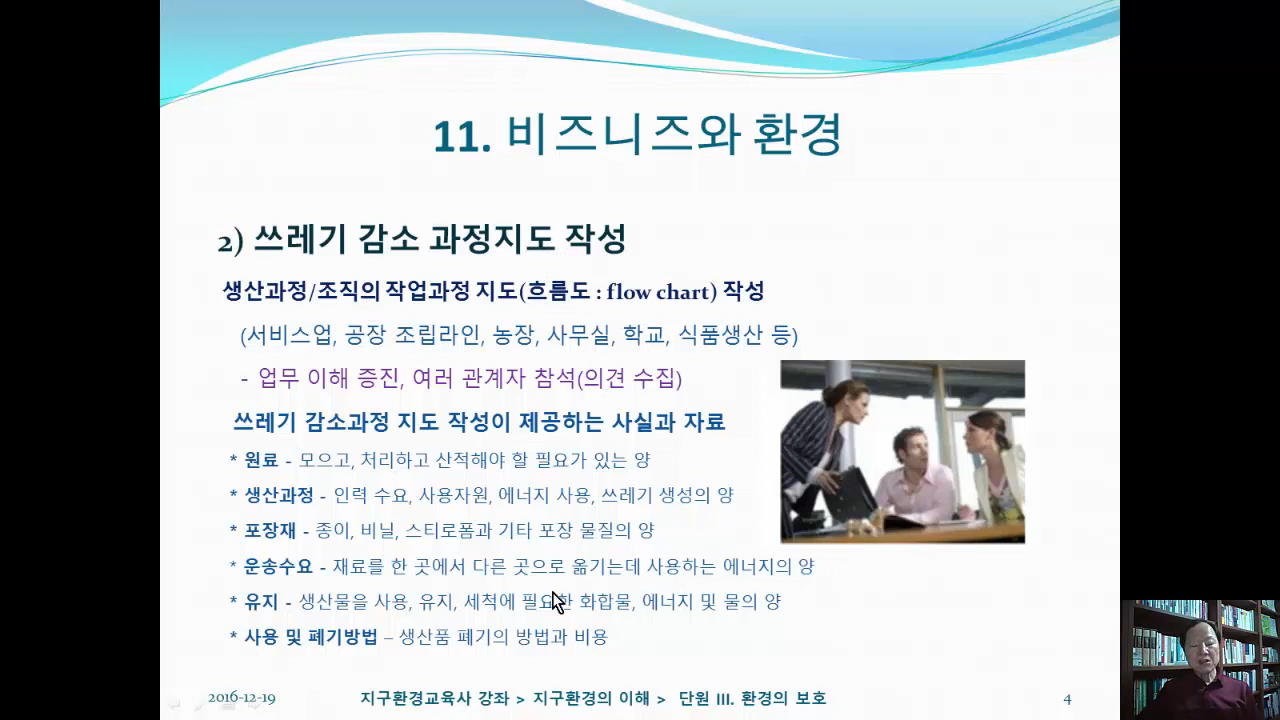 11. 비즈니즈와 환경
2) 쓰레기 감소 과정지도 작성
생산과정/조직의 작업과정 지도(흐름도 : flow chart) 작성
(서비스업, 공장 조립라인, 농장, 사무실, 학교, 식품생산 등)
- 업무 이해 증진, 여러 관계자 참석(의견 수집)
쓰레기 감소과정 지도 작성이 제공하는 사실과 자료
* 원료 - 모으고, 처리하고 산적해야 할 필요가 있는 양
* 생산과정 - 인력 수요, 사용자원, 에너지 사용, 쓰레기 생성의 양
* 포장재 - 종이, 비닐, 스티로폼과 기타 포장 물질의 양
* 운송수요 - 재료를 한 곳에서 다른 곳으로 옮기는데 사용하는 에너지의 양
* 유지 - 생산물을 사용, 유지, 세척에 필요한 화합물, 에너지 및 물의 양
* 사용 및 폐기방법 – 생산품 폐기의 방법과 비용
2016-12-19 지구환경교육사 강좌 > 지구환경의 이해 > 단원 III. 환경의 보호 4